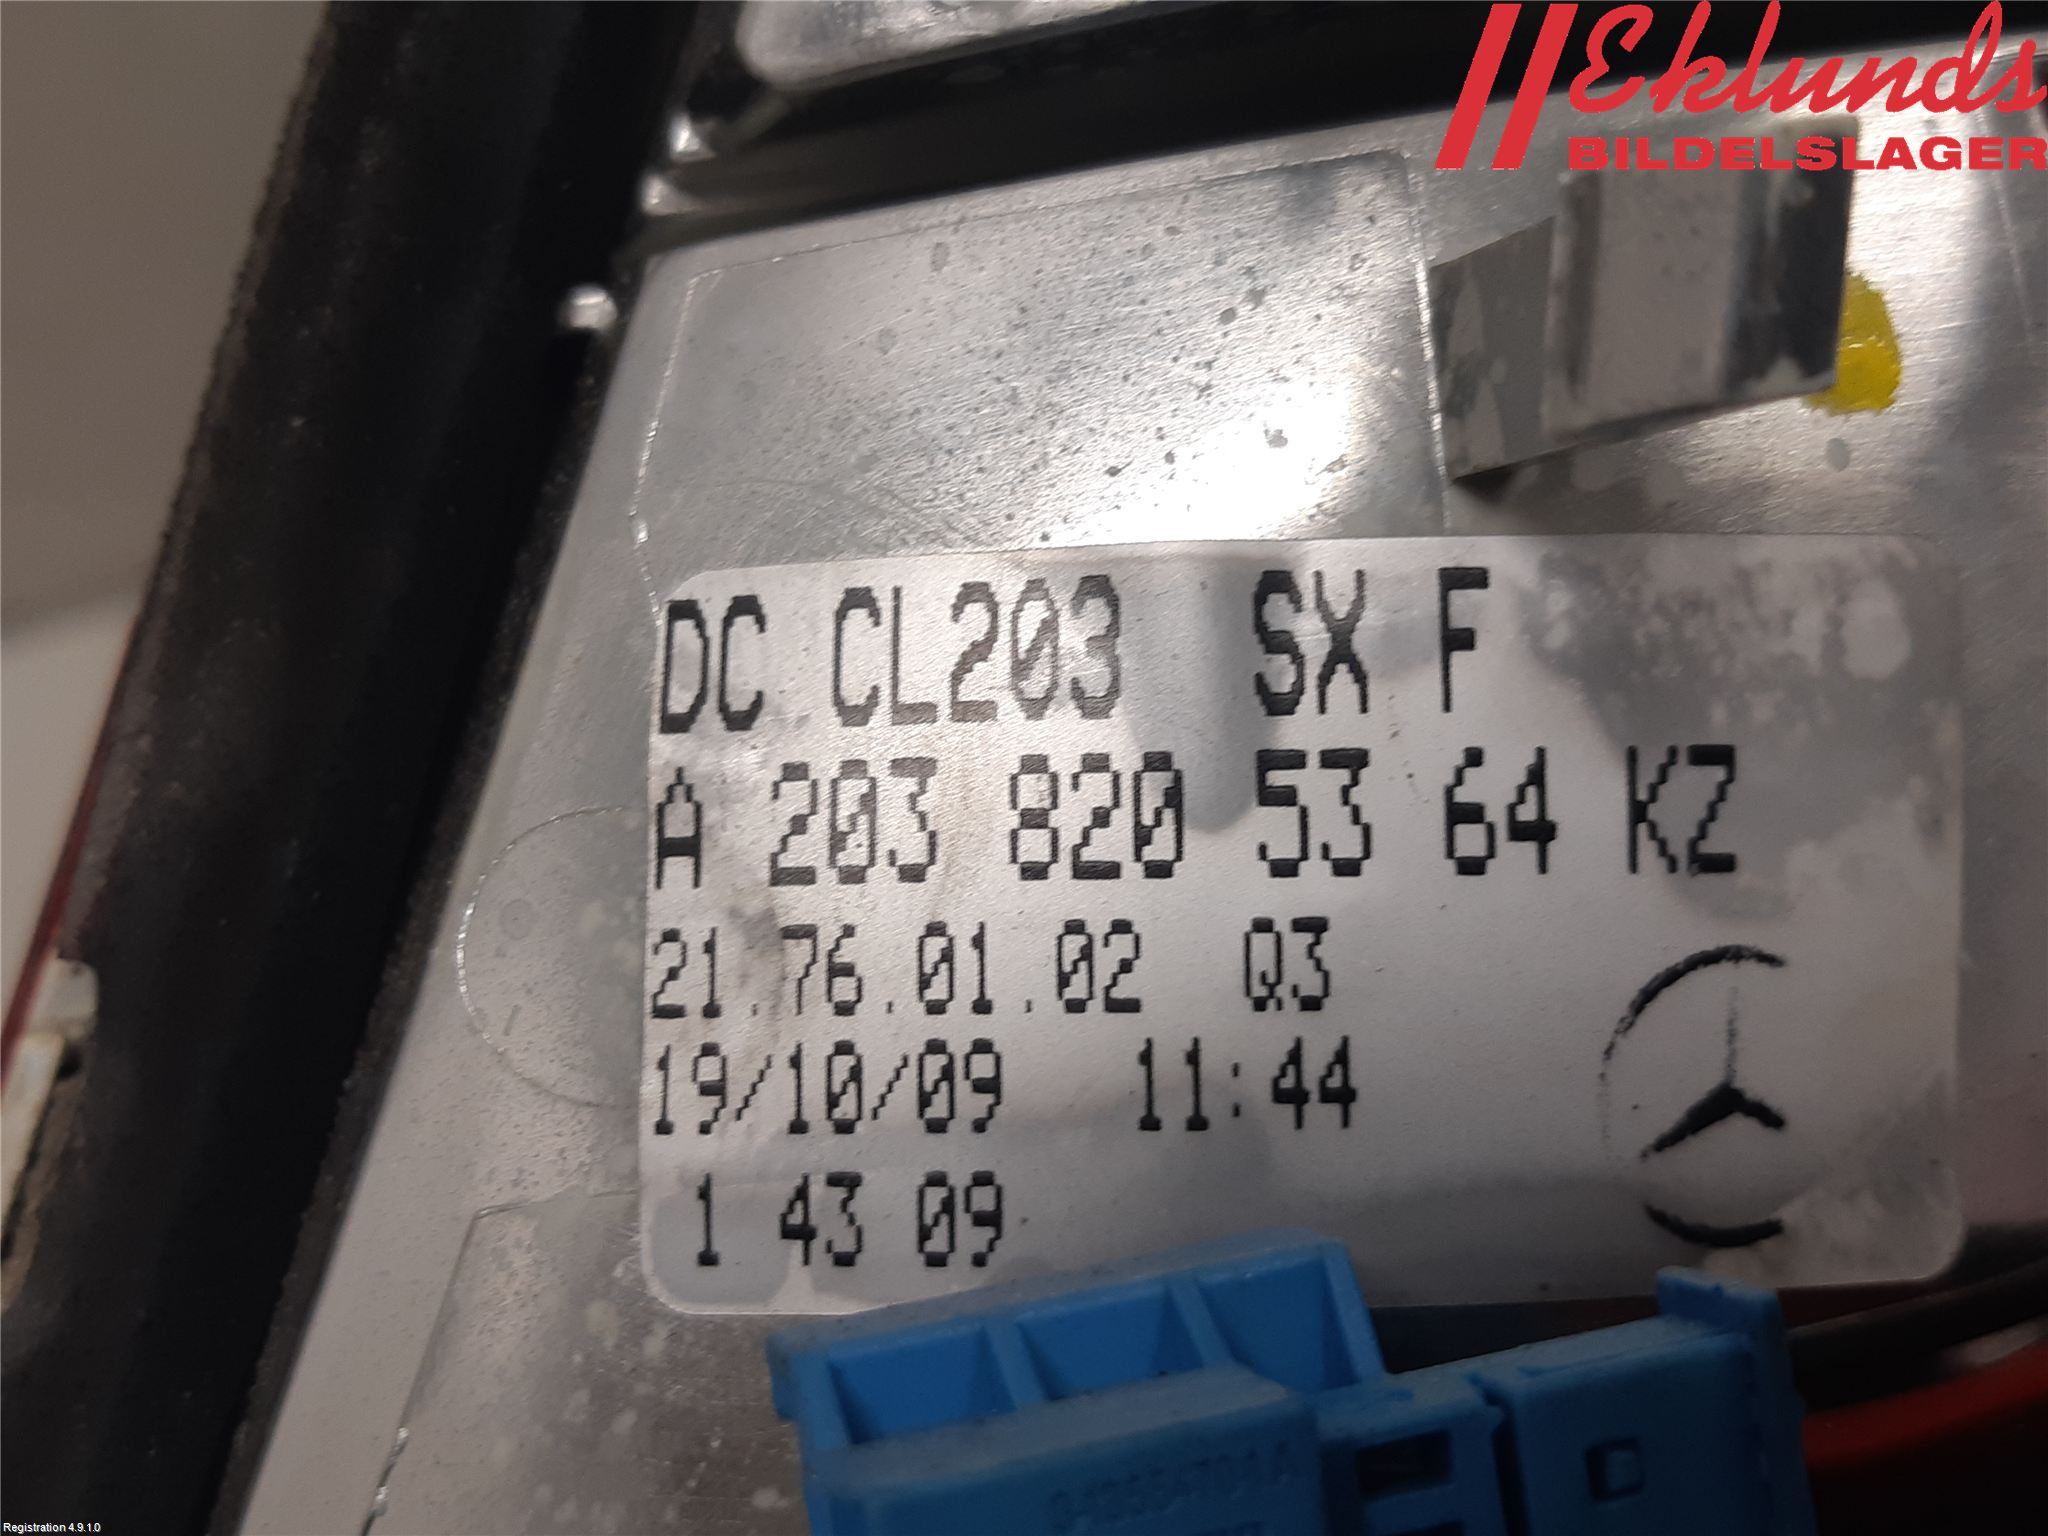 Eklunds
BILDELSLAGER
DC CL203 SX F
A 203 820 53 64 KZ
21.76.01.02 Q3
19/10/09 11:44
1 43 09
Registration 4.9.1.0